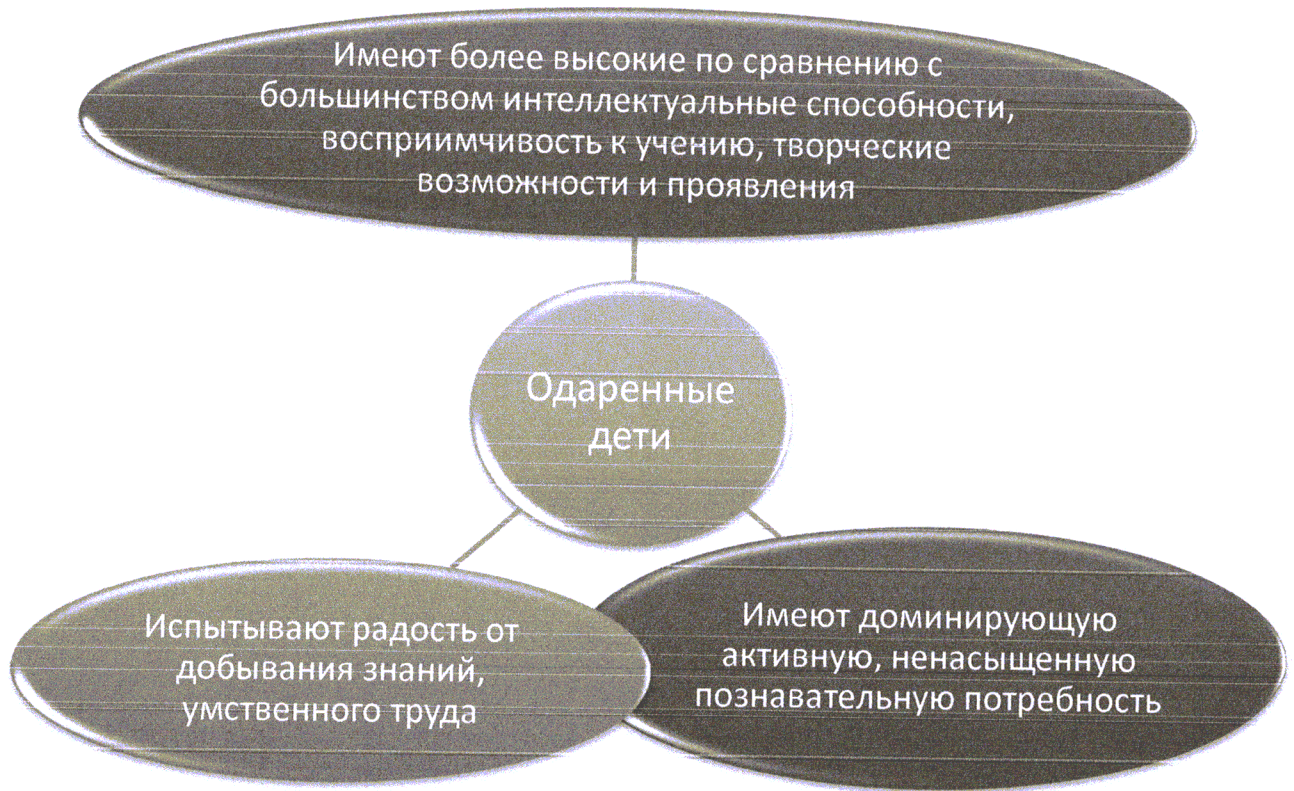 Имеют более высокие по сравнению с
большинством интеллектуальные способности,
восприимчивость к учению, творческие
возможности и проявления
Одаренные
дети
Испытывают радость от
добывания знаний,
умственного труда
Имеют доминирующую
активную, ненасыщенную
познавательную потребность